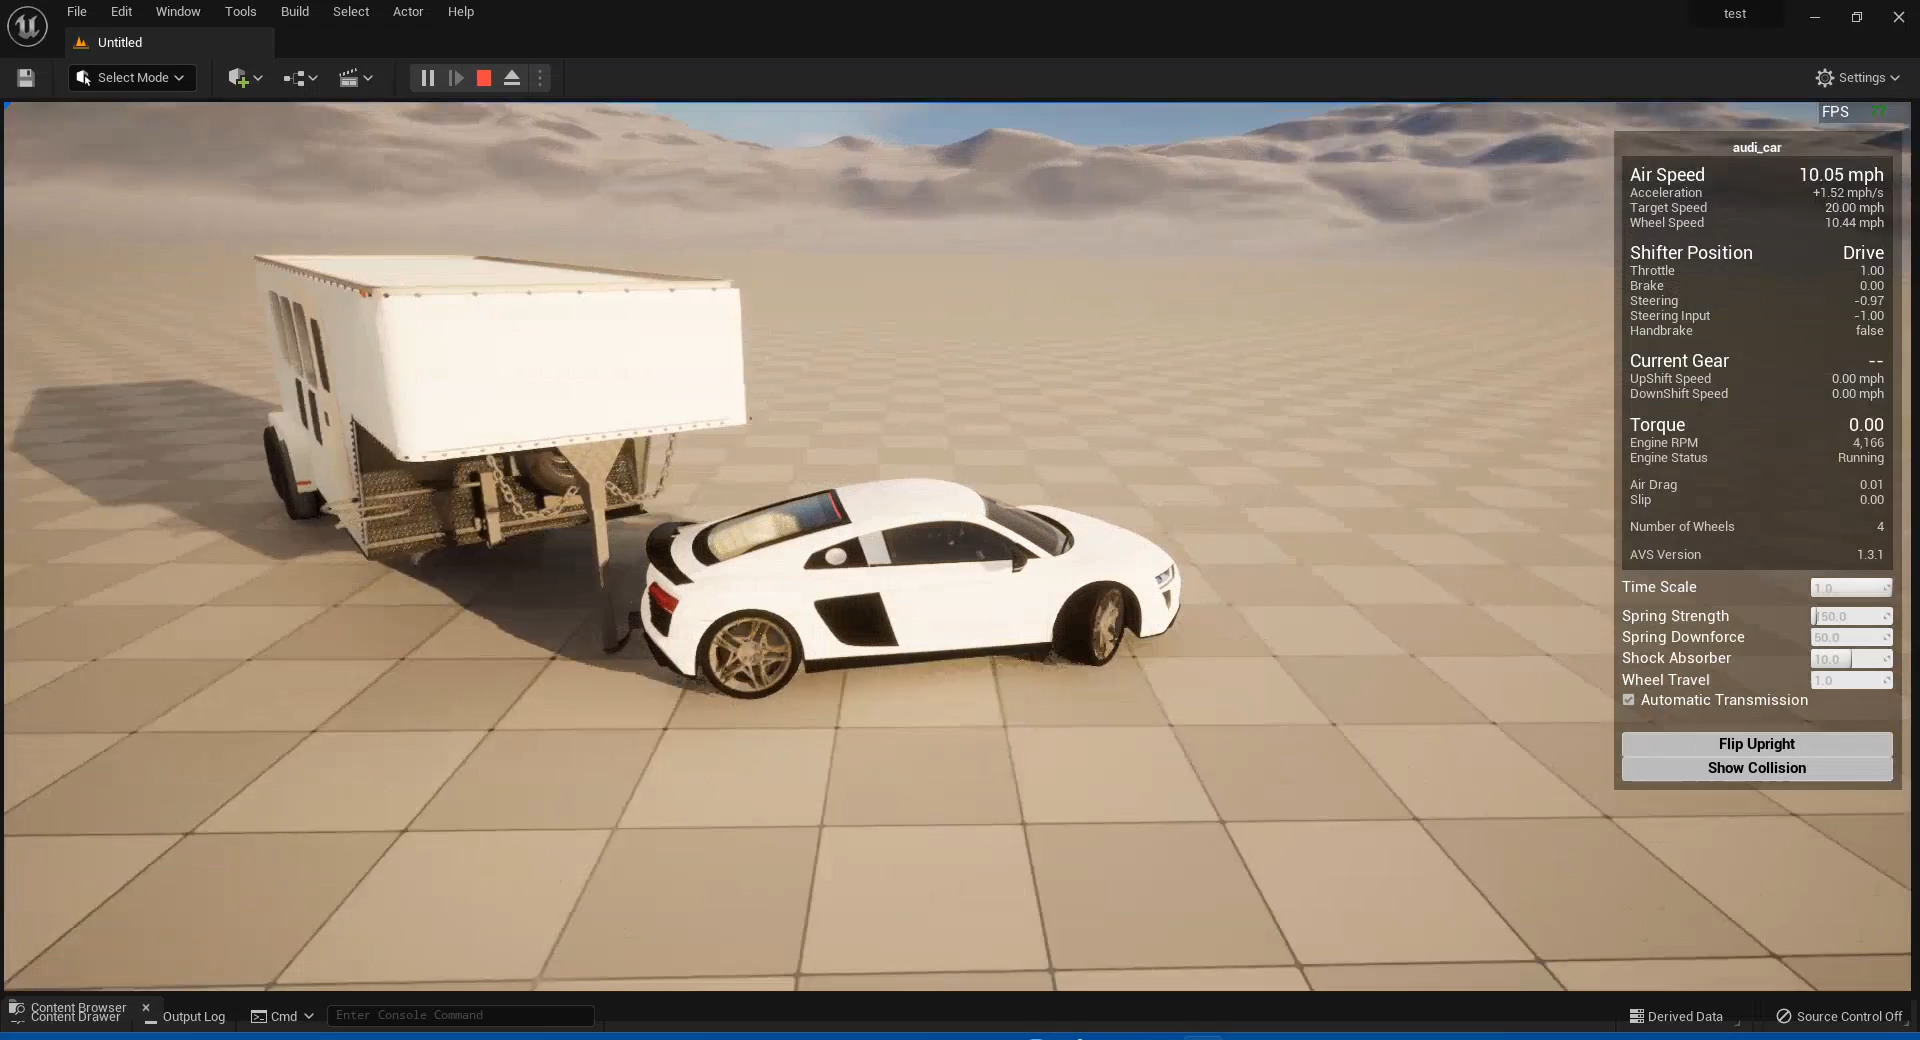 File Edit Window Tools Build Select Actor Help
test
Untitled
Select Mode
Settings
FPS 77
audi_car
Air Speed 10.05 mph
Acceleration +1.52 mph/s
Target Speed 20.00 mph
Wheel Speed 10.44 mph
Shifter Position Drive
Throttle 1.00
Brake 0.00
Steering -0.97
Steering Input -1.00
Handbrake false
Current Gear --
UpShift Speed 0.00 mph
DownShift Speed 0.00 mph
Torque 0.00
Engine RPM 4,166
Engine Status Running
Air Drag 0.01
Slip 0.00
Number of Wheels 4
AVS Version 1.3.1
Time Scale 1.0
Spring Strength 150.0
Spring Downforce 50.0
Shock Absorber 10.0
Wheel Travel 1.0
Automatic Transmission
Flip Upright
Show Collision
Content Browser
Content Drawer Output Log Cmd Enter Console Command Derived Data Source Control Off